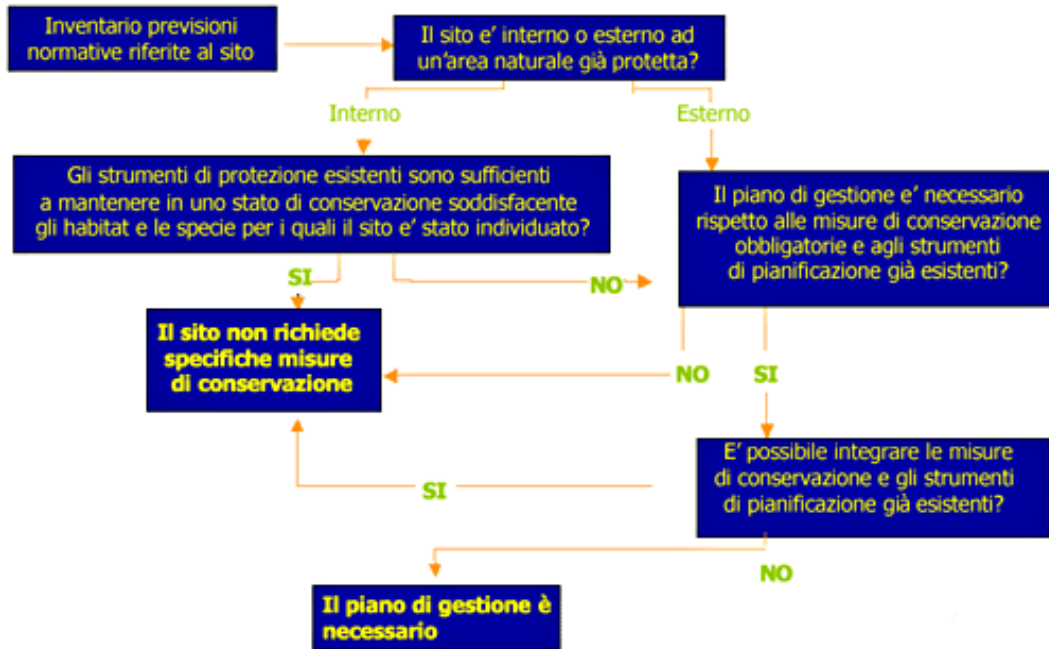 Inventario previsioni
normative riferite al sito
Il sito e’ interno o esterno ad
un’area naturale già protetta?
Interno
Esterno
Gli strumenti di protezione esistenti sono sufficienti
a mantenere in uno stato di conservazione soddisfacente
gli habitat e le specie per i quali il sito e’ stato individuato?
Il piano di gestione e’ necessario
rispetto alle misure di conservazione
obbligatorie e agli strumenti
di pianificazione già esistenti?
SI
NO
Il sito non richiede
specifiche misure
di conservazione
NO
SI
E’ possibile integrare le misure
di conservazione e gli strumenti
di pianificazione già esistenti?
SI
NO
Il piano di gestione è
necessario